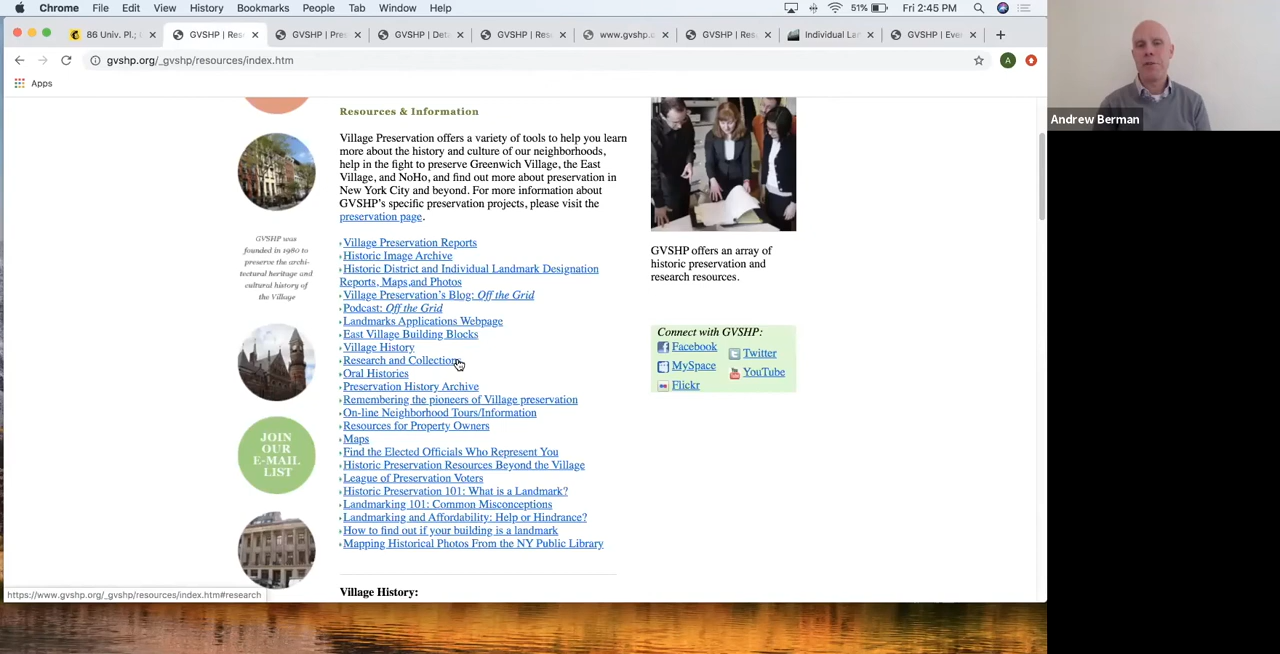 Chrome File Edit View History Bookmarks People Tab Window Help 51% Fri 2:45 PM
86 Univ. Pl.; GVSHP | Res GVSHP | Pres GVSHP | Deta GVSHP | Res www.gvshp.o GVSHP | Res Individual Lan GVSHP | Eve
gvshp.org/_gvshp/resources/index.htm A
Apps
Andrew Berman
Resources & Information
Village Preservation offers a variety of tools to help you learn
more about the history and culture of our neighborhoods,
help in the fight to preserve Greenwich Village, the East
Village, and NoHo, and find out more about preservation in
New York City and beyond. For more information about
GVSHP's specific preservation projects, please visit the
preservation page.
Village Preservation Reports
Historic Image Archive
Historic District and Individual Landmark Designation
Reports, Maps,and Photos
Village Preservation's Blog: Off the Grid
Podcast: Off the Grid
Landmarks Applications Webpage
East Village Building Blocks
Village History
Research and Collection
Oral Histories
Preservation History Archive
Remembering the pioneers of Village preservation
On-line Neighborhood Tours/Information
Resources for Property Owners
Maps
Find the Elected Officials Who Represent You
Historic Preservation Resources Beyond the Village
League of Preservation Voters
Historic Preservation 101: What is a Landmark?
Landmarking 101: Common Misconceptions
Landmarking and Affordability: Help or Hindrance?
How to find out if your building is a landmark
Mapping Historical Photos From the NY Public Library
Village History:
GVSHP was
founded in 1980 to
preserve the archi-
tectural heritage and
cultural history of
the Village
JOIN
OUR
E-MAIL
LIST
GVSHP offers an array of
historic preservation and
research resources.
Connect with GVSHP:
Facebook Twitter
MySpace YouTube
Flickr
https://www.gvshp.org/_gvshp/resources/index.htm#research